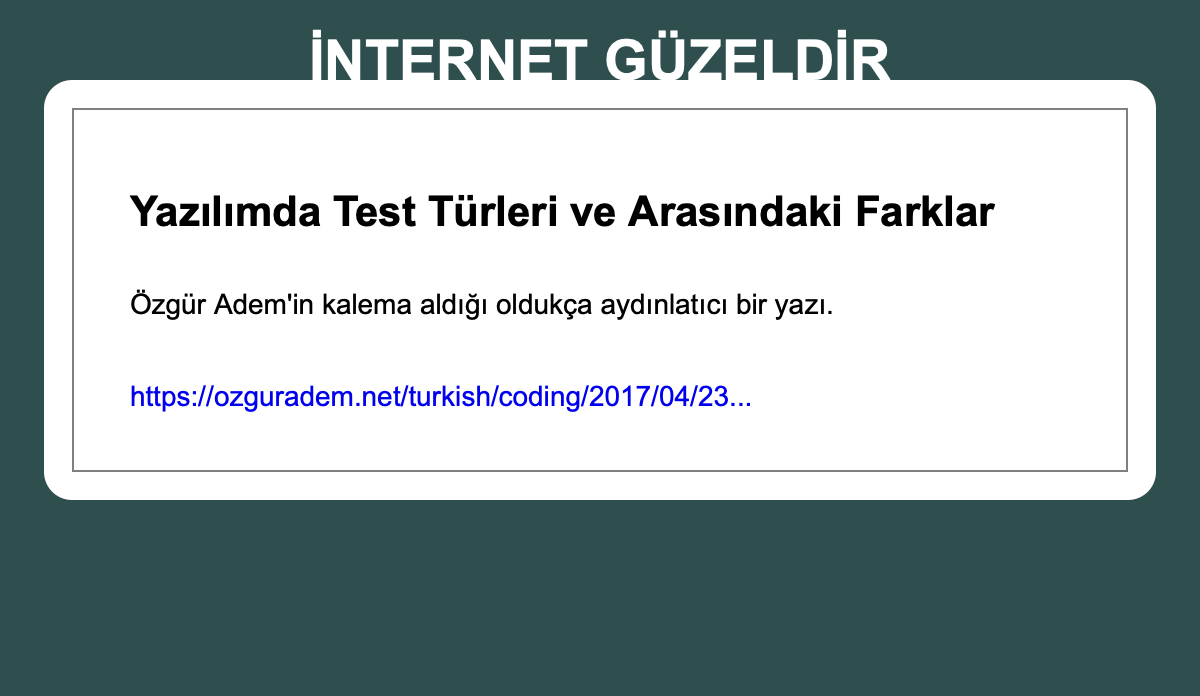 İNTERNET GÜZELDİR
Yazılımda Test Türleri ve Arasındaki Farklar
Özgür Adem'in kalema aldığı oldukça aydınlatıcı bir yazı.
https://ozguradem.net/turkish/coding/2017/04/23...